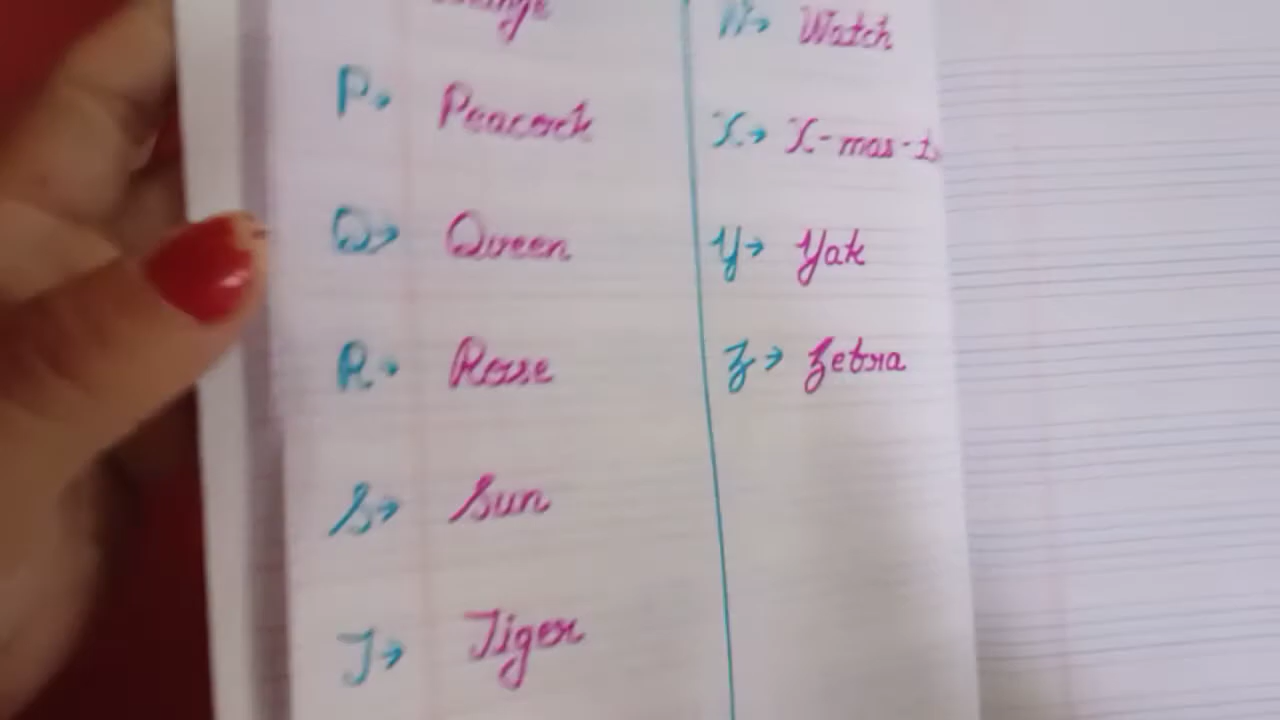 P→ Peacock
Q→ Queen
R→ Rose
S→ Sun
T→ Tiger
W→ Watch
X→ X-mas-t
Y→ Yak
Z→ Zebra